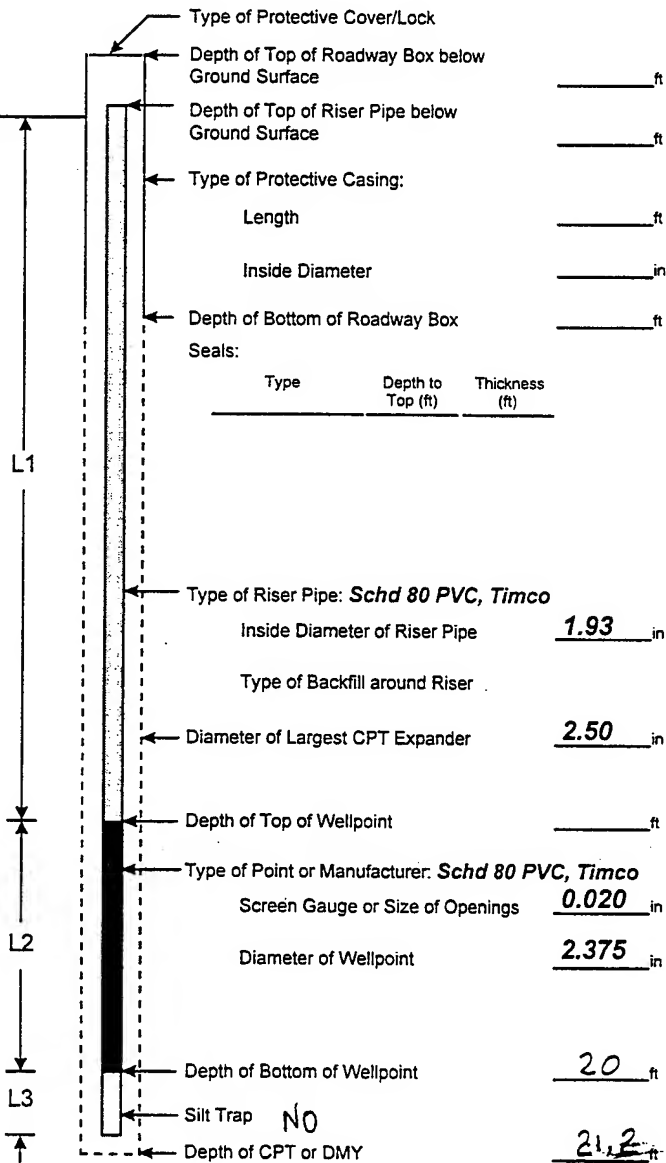 Type of Protective Cover/Lock
Depth of Top of Roadway Box below
Ground Surface ft
Depth of Top of Riser Pipe below
Ground Surface ft
Type of Protective Casing:
Length ft
Inside Diameter in
Depth of Bottom of Roadway Box ft
Seals:
Type Depth to Top (ft) Thickness (ft)
L1
Type of Riser Pipe: Schd 80 PVC, Timco
Inside Diameter of Riser Pipe 1.93 in
Type of Backfill around Riser
Diameter of Largest CPT Expander 2.50 in
Depth of Top of Wellpoint ft
Type of Point or Manufacturer: Schd 80 PVC, Timco
Screen Gauge or Size of Openings 0.020 in
L2
Diameter of Wellpoint 2.375 in
Depth of Bottom of Wellpoint 20 ft
L3
Silt Trap NO
Depth of CPT or DMY 21.2 ft